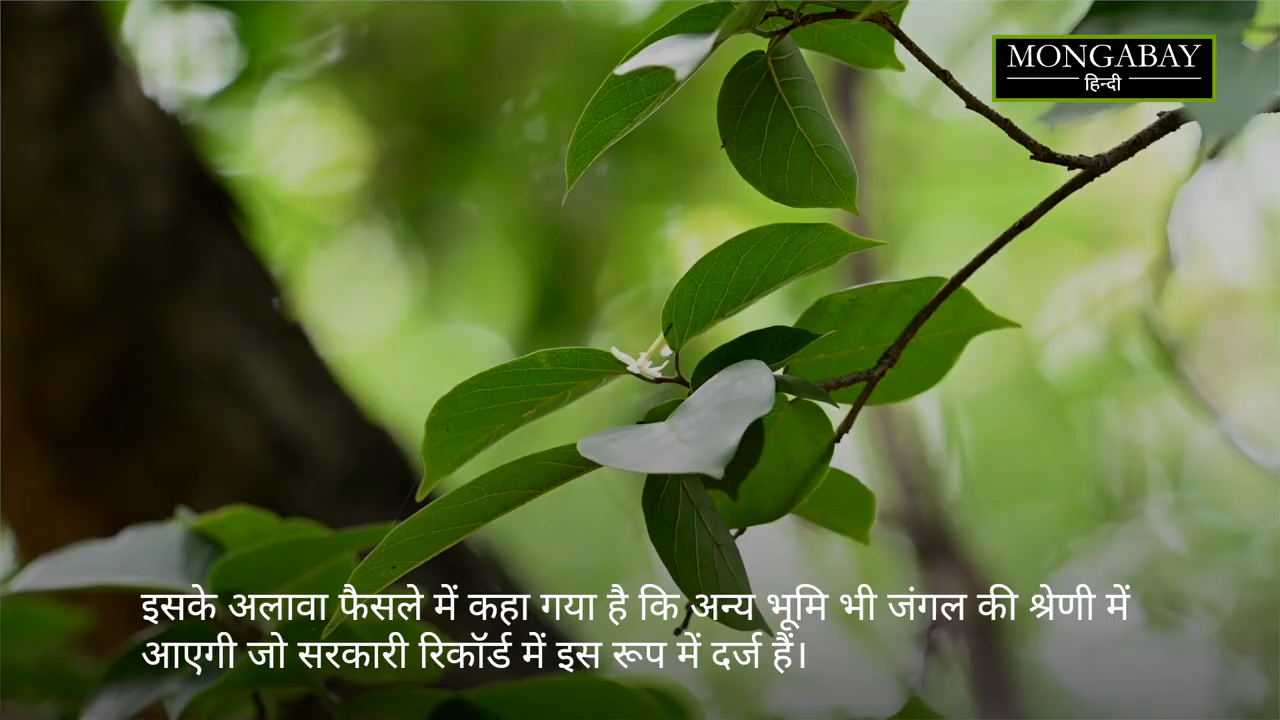 MONGABAY
हिन्दी
इसके अलावा फैसले में कहा गया है कि अन्य भूमि भी जंगल की श्रेणी में
आएगी जो सरकारी रिकॉर्ड में इस रूप में दर्ज हैं।